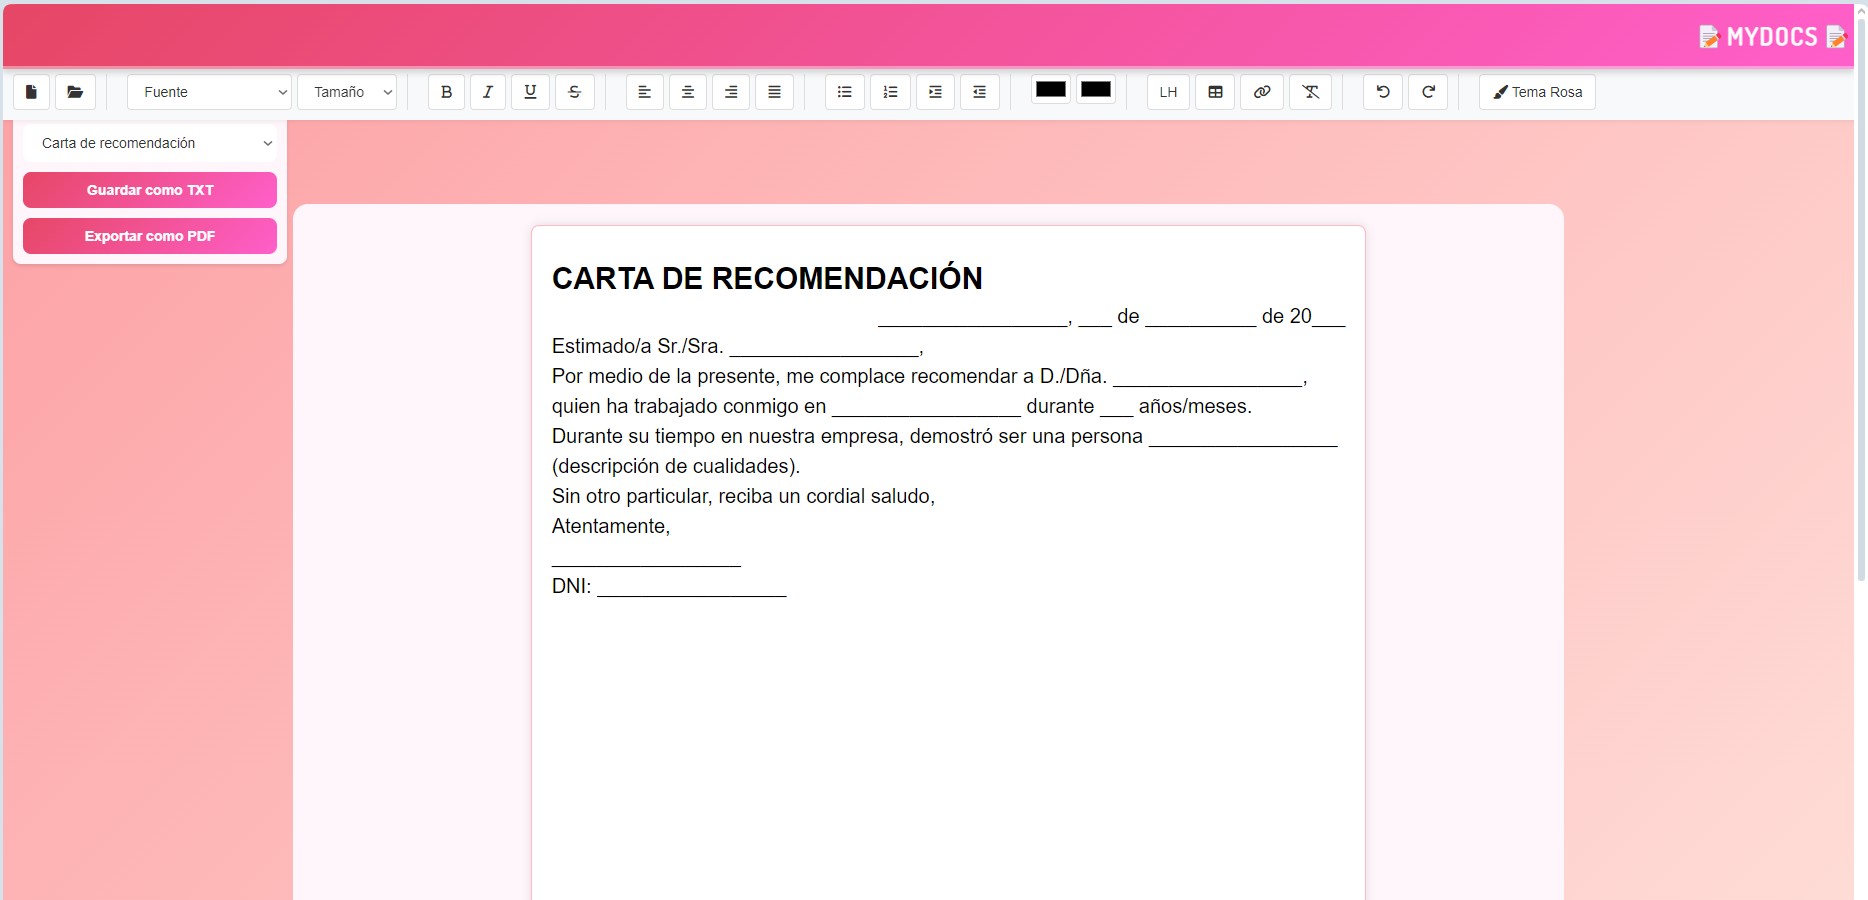 📝 MYDOCS 📝
Fuente Tamaño B I U S LH Tema Rosa
Carta de recomendación
Guardar como TXT
Exportar como PDF
CARTA DE RECOMENDACIÓN
_________________, ___ de __________ de 20___
Estimado/a Sr./Sra. _________________,
Por medio de la presente, me complace recomendar a D./Dña. _________________,
quien ha trabajado conmigo en _________________ durante ___ años/meses.
Durante su tiempo en nuestra empresa, demostró ser una persona _________________
(descripción de cualidades).
Sin otro particular, reciba un cordial saludo,
Atentamente,
_________________
DNI: _________________